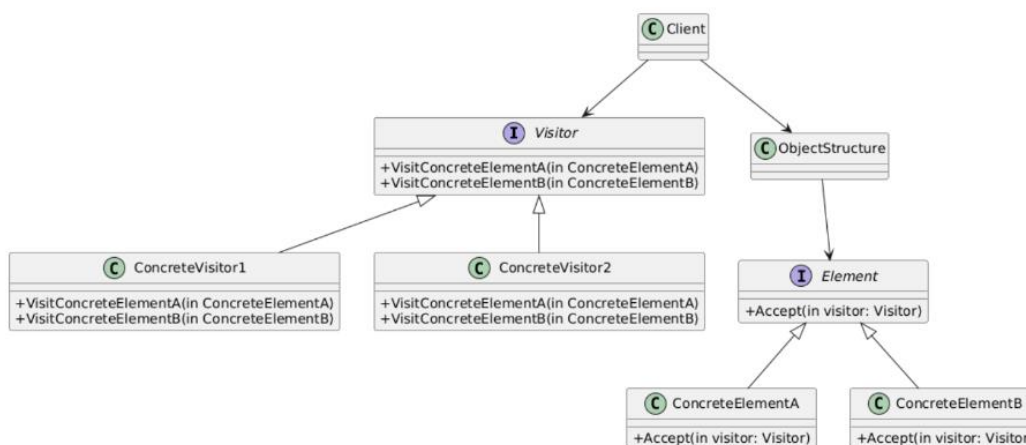 C Client
I Visitor
+VisitConcreteElementA(in ConcreteElementA)
+VisitConcreteElementB(in ConcreteElementB)
C ObjectStructure
C ConcreteVisitor1
+VisitConcreteElementA(in ConcreteElementA)
+VisitConcreteElementB(in ConcreteElementB)
C ConcreteVisitor2
+VisitConcreteElementA(in ConcreteElementA)
+VisitConcreteElementB(in ConcreteElementB)
I Element
+Accept(in visitor: Visitor)
C ConcreteElementA
+Accept(in visitor: Visitor)
C ConcreteElementB
+Accept(in visitor: Visitor